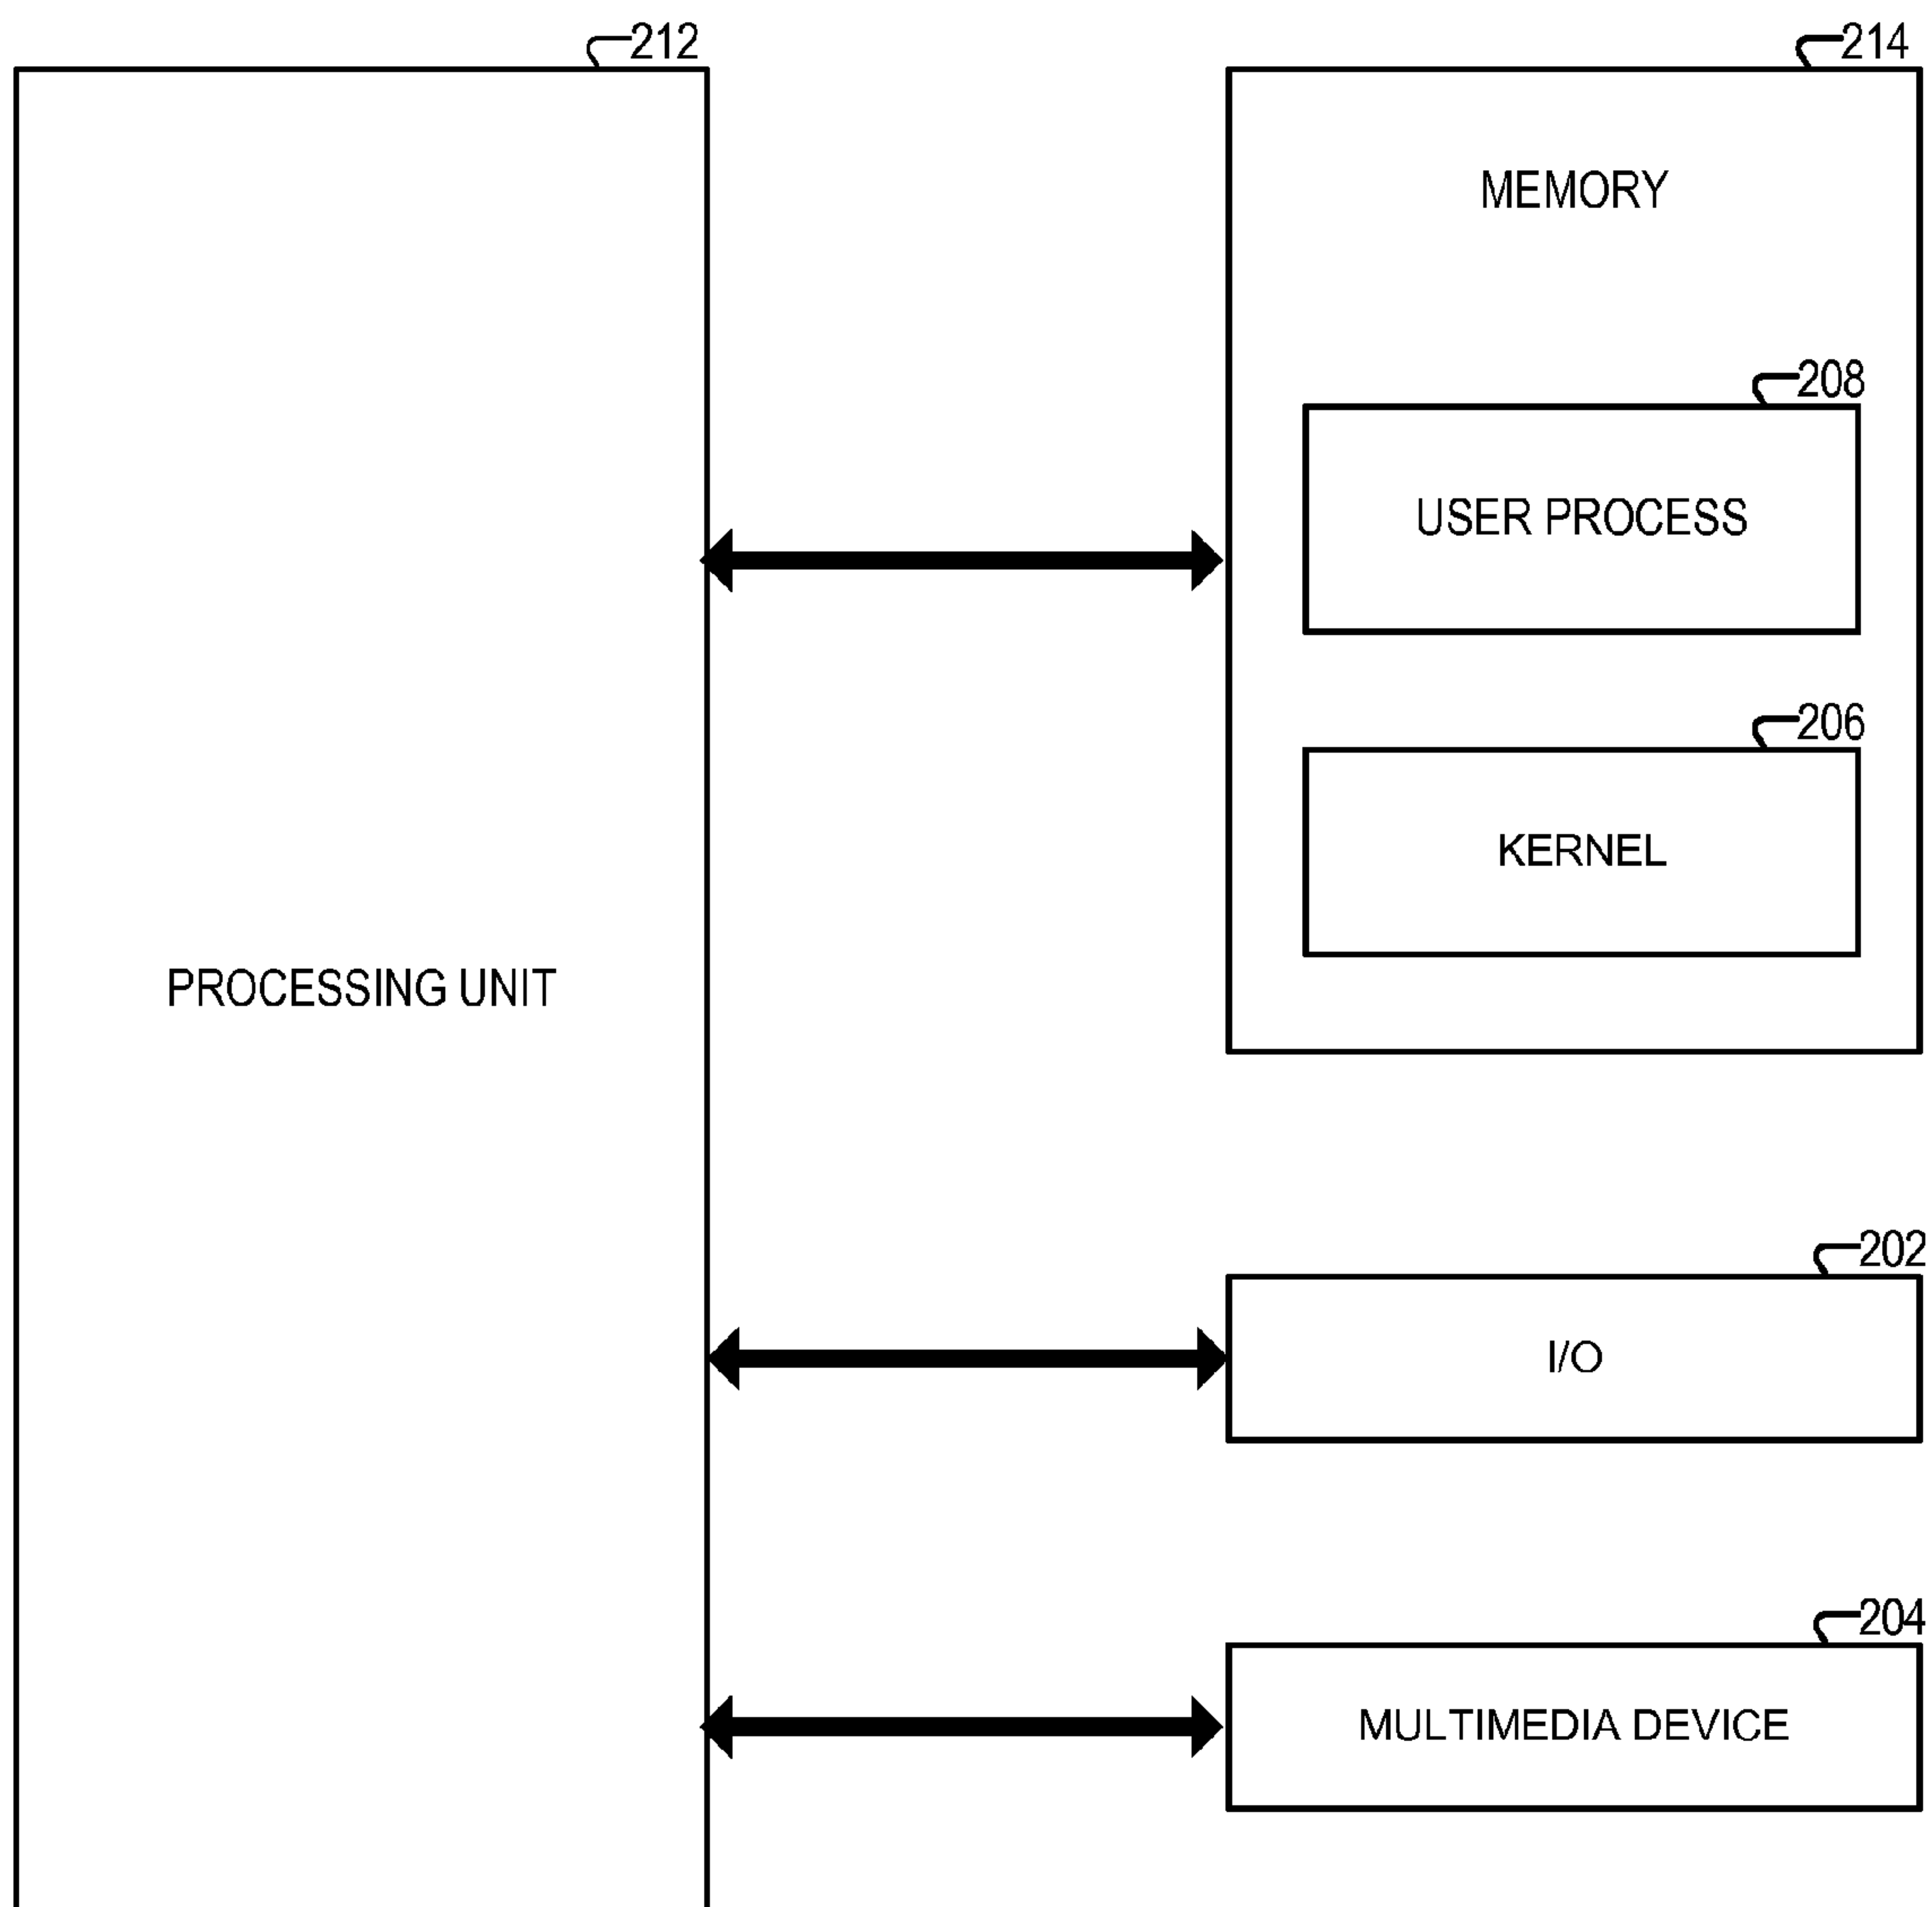 212
214
MEMORY
208
USER PROCESS
206
KERNEL
PROCESSING UNIT
202
I/O
204
MULTIMEDIA DEVICE